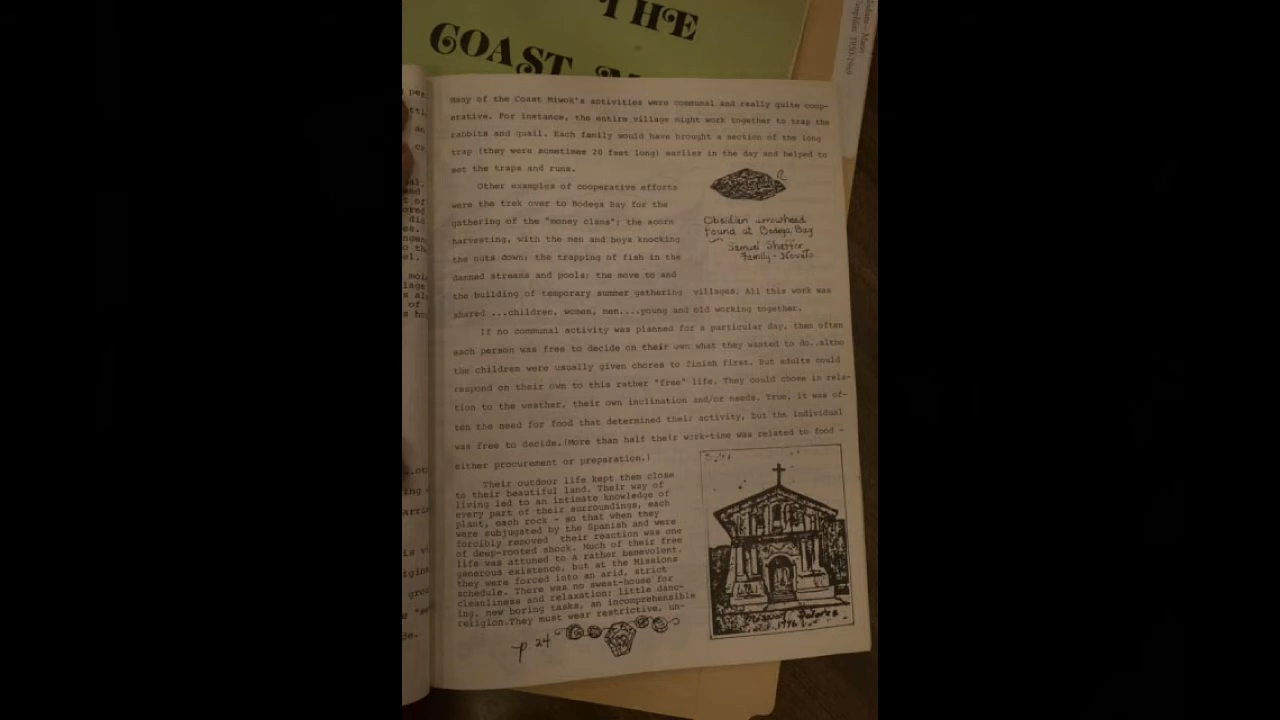 THE
COAST
Many of the Coast Miwok's activities were communal and really quite coop-
erative. For instance, the entire village might work together to trap the
rabbits and quail. Each family would have brought a section of the long
trap (they were sometimes 20 feet long) earlier in the day and helped to
set the traps and runs.
Other examples of cooperative efforts
were the trek over to Bodega Bay for the
gathering of the "money clams"; the acorn
harvesting, with the men and boys knocking
the nuts down; the trapping of fish in the
dammed streams and pools; the move to and
the building of temporary summer gathering villages. All this work was
shared ...children, women, men....young and old working together.
Obsidian arrowhead
found at Bodega Bay
Samuel Sheffer
Family - Novato
If no communal activity was planned for a particular day, then often
each person was free to decide on their own what they wanted to do..altho
the children were usually given chores to finish first. But adults could
respond on their own to this rather "free" life. They could chose in rela-
tion to the weather, their own inclination and/or needs. True, it was of-
ten the need for food that determined their activity, but the individual
was free to decide.(More than half their work-time was related to food -
either procurement or preparation.)
Their outdoor life kept them close
to their beautiful land. Their way of
living led to an intimate knowledge of
every part of their surroundings, each
plant, each rock - so that when they
were subjugated by the Spanish and were
forcibly removed their reaction was one
of deep-rooted shock. Much of their free
life was attuned to a rather benevolent,
generous existence, but at the Missions
they were forced into an arid, strict
schedule. There was no sweat-house for
cleanliness and relaxation; little danc-
ing, new boring tasks, an incomprehensible
religion.They must wear restrictive, un-
Mission Dolores
1776
p 24